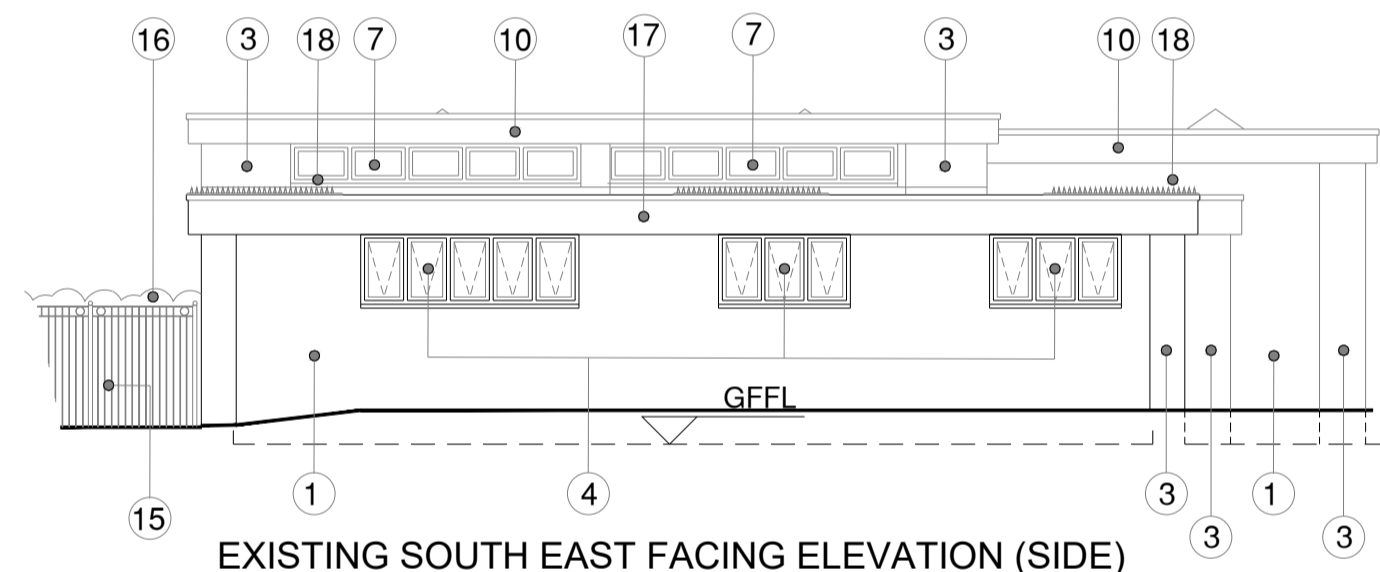 16 3 18 7 10 17 7 3 10 18
GFFL
1 4 3 1
15 3 3
EXISTING SOUTH EAST FACING ELEVATION (SIDE)